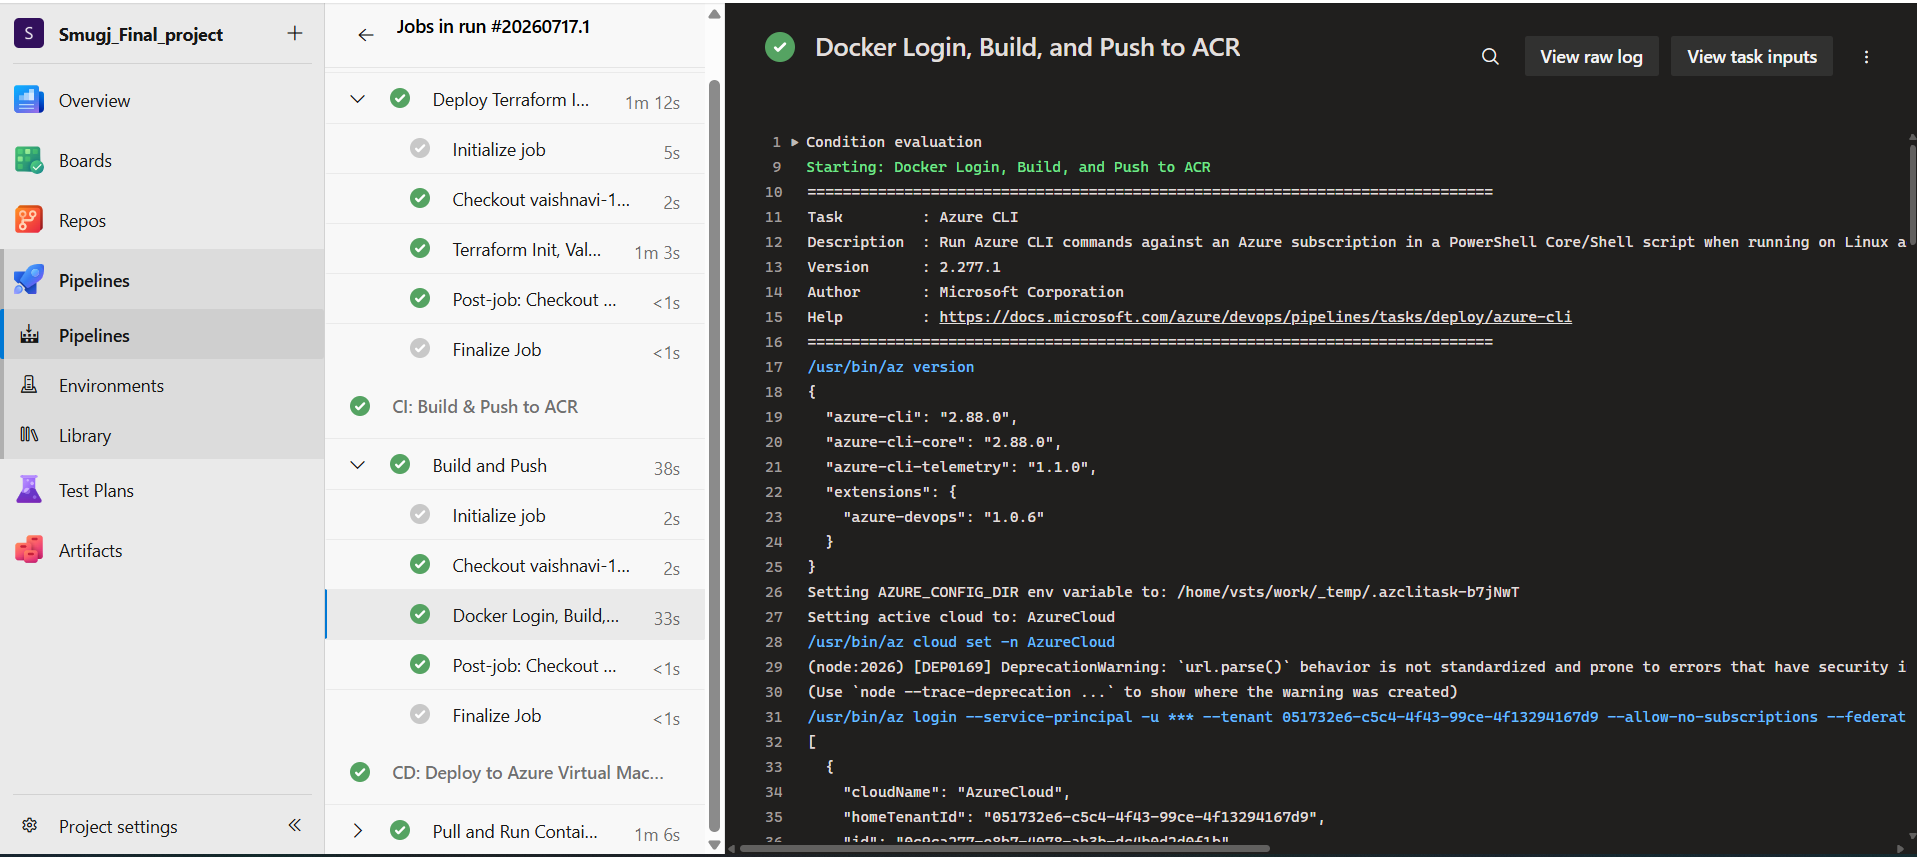 S Smugj_Final_project
Overview
Boards
Repos
Pipelines
Pipelines
Environments
Library
Test Plans
Artifacts
Project settings
Jobs in run #20260717.1
Deploy Terraform I... 1m 12s
Initialize job 5s
Checkout vaishnavi-1... 2s
Terraform Init, Val... 1m 3s
Post-job: Checkout ... <1s
Finalize Job <1s
CI: Build & Push to ACR
Build and Push 38s
Initialize job 2s
Checkout vaishnavi-1... 2s
Docker Login, Build,... 33s
Post-job: Checkout ... <1s
Finalize Job <1s
CD: Deploy to Azure Virtual Mac...
Pull and Run Contai... 1m 6s
Docker Login, Build, and Push to ACR
View raw log
View task inputs
1 Condition evaluation
9 Starting: Docker Login, Build, and Push to ACR
10 ==============================================================================
11 Task : Azure CLI
12 Description : Run Azure CLI commands against an Azure subscription in a PowerShell Core/Shell script when running on Linux a
13 Version : 2.277.1
14 Author : Microsoft Corporation
15 Help : https://docs.microsoft.com/azure/devops/pipelines/tasks/deploy/azure-cli
16 ==============================================================================
17 /usr/bin/az version
18 {
19 "azure-cli": "2.88.0",
20 "azure-cli-core": "2.88.0",
21 "azure-cli-telemetry": "1.1.0",
22 "extensions": {
23 "azure-devops": "1.0.6"
24 }
25 }
26 Setting AZURE_CONFIG_DIR env variable to: /home/vsts/work/_temp/.azclitask-b7jNwT
27 Setting active cloud to: AzureCloud
28 /usr/bin/az cloud set -n AzureCloud
29 (node:2026) [DEP0169] DeprecationWarning: `url.parse()` behavior is not standardized and prone to errors that have security i
30 (Use `node --trace-deprecation ...` to show where the warning was created)
31 /usr/bin/az login --service-principal -u *** --tenant 051732e6-c5c4-4f43-99ce-4f13294167d9 --allow-no-subscriptions --federat
32 [
33 {
34 "cloudName": "AzureCloud",
35 "homeTenantId": "051732e6-c5c4-4f43-99ce-4f13294167d9",
36 "id":